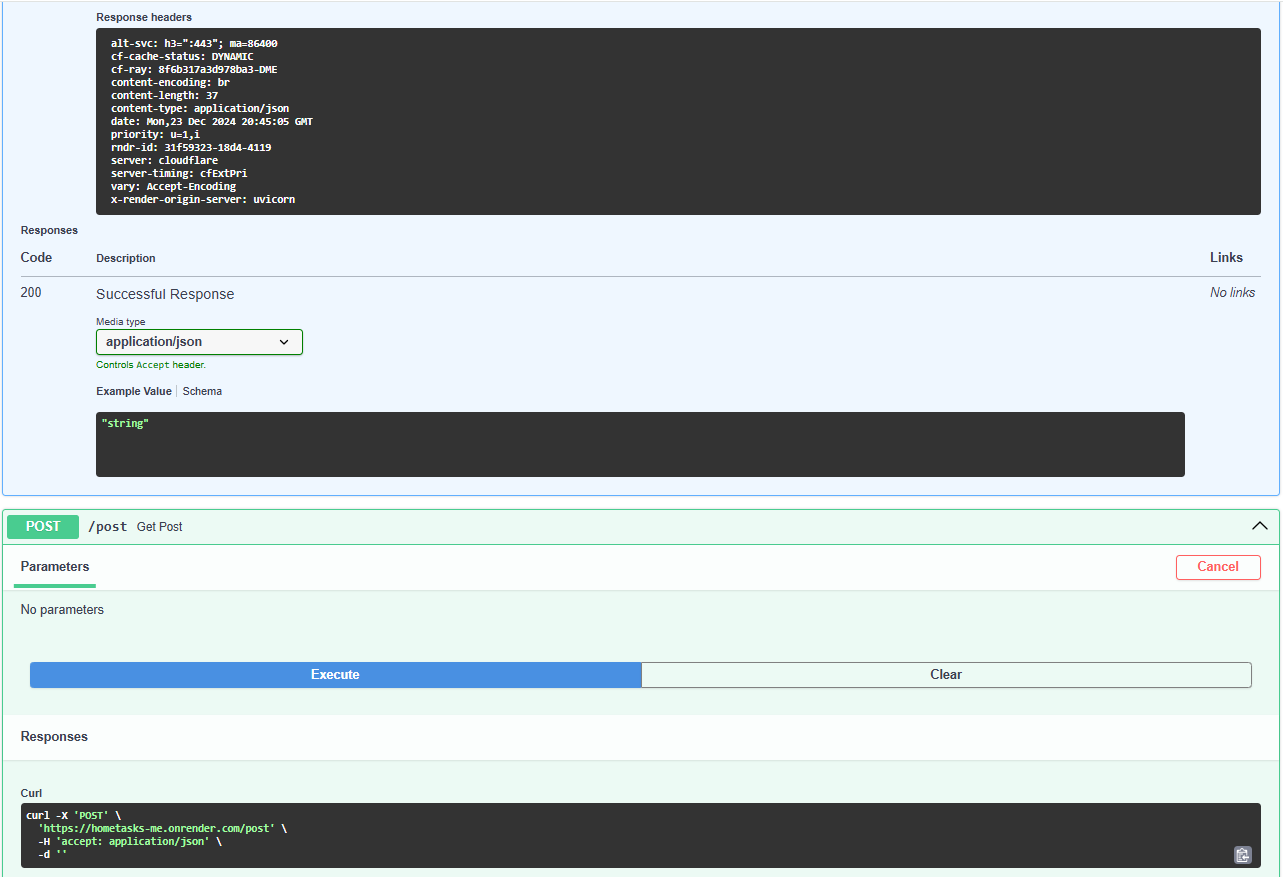 Response headers
alt-svc: h3=":443"; ma=86400
cf-cache-status: DYNAMIC
cf-ray: 8f6b317a3d978ba3-DME
content-encoding: br
content-length: 37
content-type: application/json
date: Mon,23 Dec 2024 20:45:05 GMT
priority: u=1,i
rndr-id: 31f59323-18d4-4119
server: cloudflare
server-timing: cfExtPri
vary: Accept-Encoding
x-render-origin-server: uvicorn
Responses
Code Description Links
200 Successful Response No links
Media type
application/json
Controls Accept header.
Example Value Schema
"string"
POST /post Get Post
Parameters Cancel
No parameters
Execute Clear
Responses
Curl
curl -X 'POST' \
'https://hometasks-me.onrender.com/post' \
-H 'accept: application/json' \
-d ''